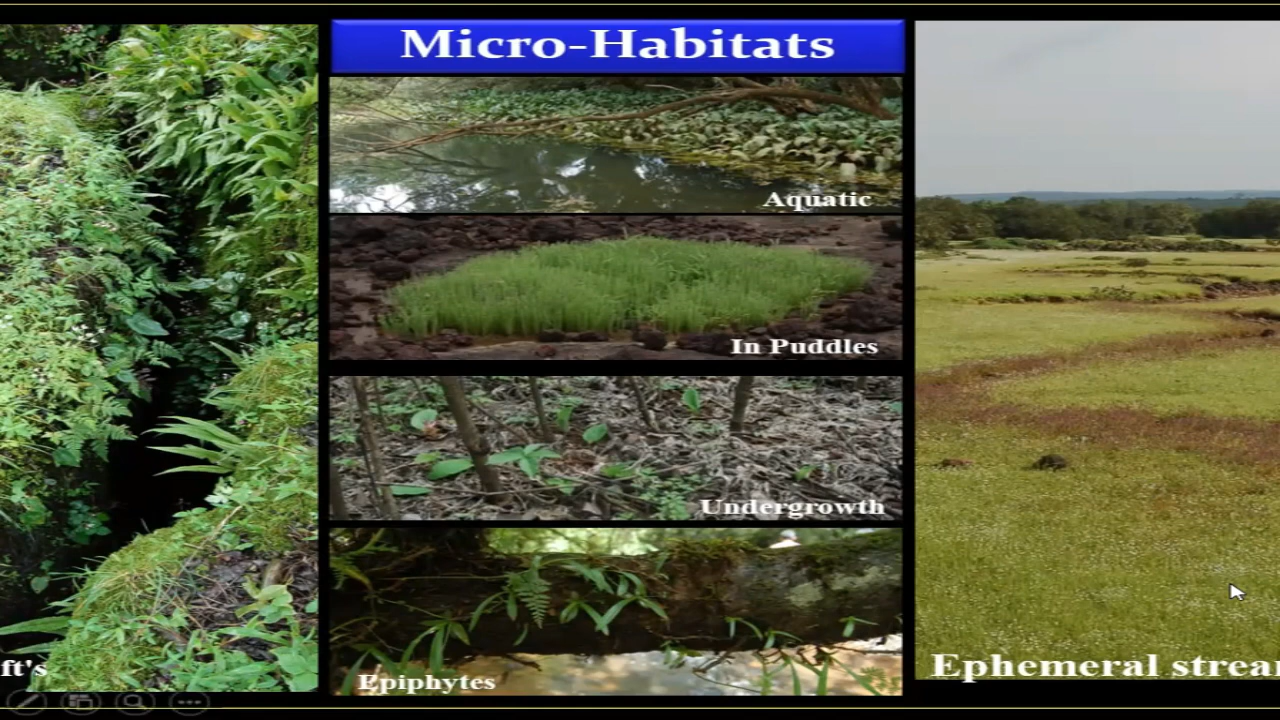 Micro-Habitats
Aquatic
In Puddles
Undergrowth
Epiphytes
ft's
Ephemeral strea